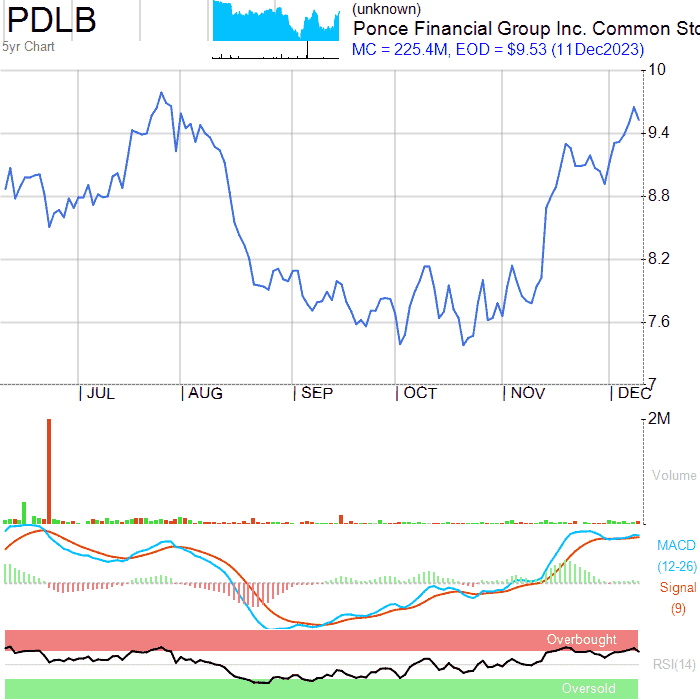 PDLB
5yr Chart
(unknown)
Ponce Financial Group Inc. Common Sto
MC = 225.4M, EOD = $9.53 (11Dec2023)
10
9.4
8.8
8.2
7.6
7
JUL AUG SEP OCT NOV DEC
2M
Volume
MACD
(12-26)
Signal
(9)
Overbought
RSI(14)
Oversold